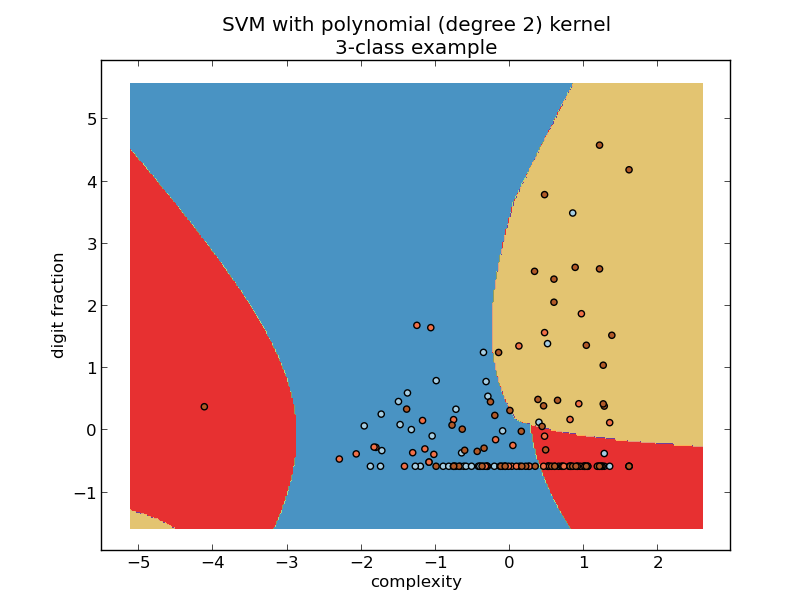 SVM with polynomial (degree 2) kernel
3-class example
5
4
3
2
1
0
−1
digit fraction
−5 −4 −3 −2 −1 0 1 2
complexity